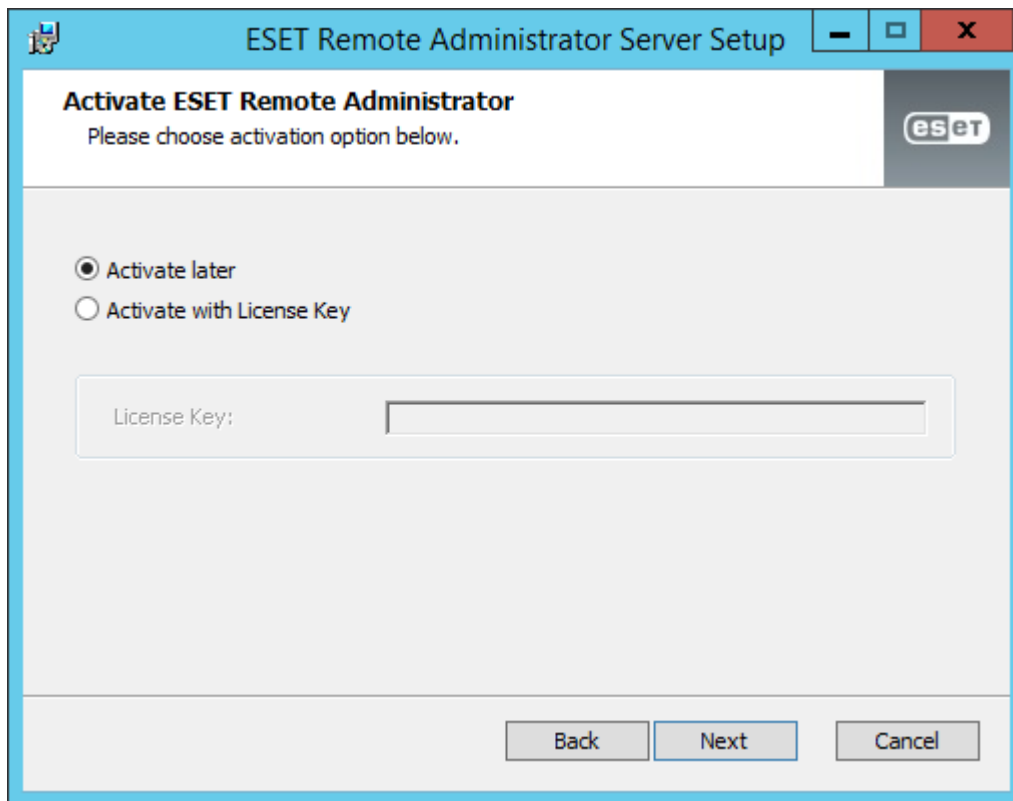 ESET Remote Administrator Server Setup
Activate ESET Remote Administrator
Please choose activation option below.
eseT
Activate later
Activate with License Key
License Key:
Back Next Cancel